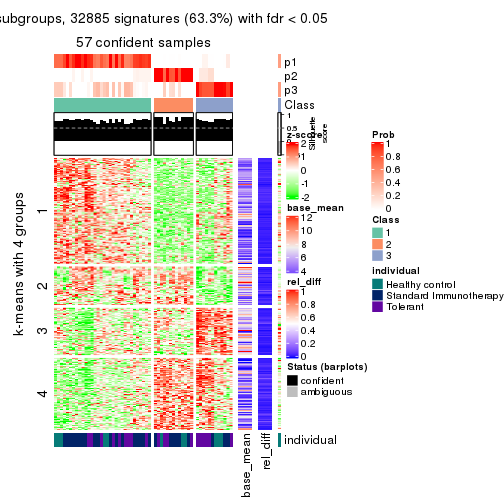 subgroups, 32885 signatures (63.3%) with fdr < 0.05
57 confident samples
p1
p2
p3
Class
1
0.5
0
Silhouette
score
k-means with 4 groups
1
2
3
4
individual
base_mean
rel_diff
z-score
2
1
0
-1
-2
base_mean
12
10
8
6
4
rel_diff
1
0.8
0.6
0.4
0.2
0
Status (barplots)
confident
ambiguous
Prob
1
0.8
0.6
0.4
0.2
0
Class
1
2
3
individual
Healthy control
Standard Immunotherapy
Tolerant